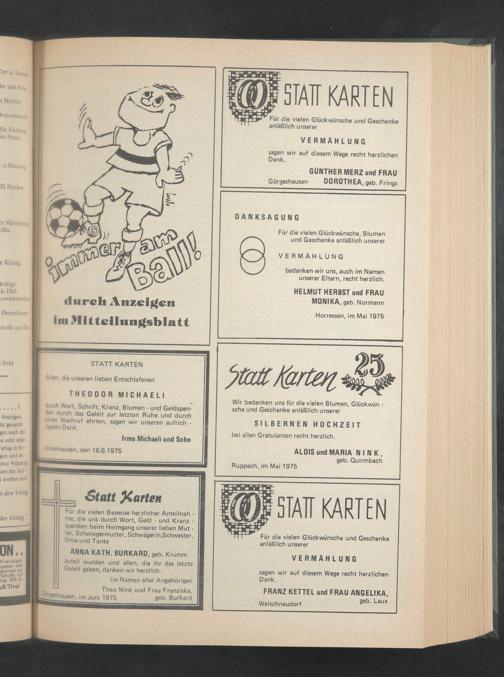 immer am
Ball!
durch Anzeigen
im Mitteilungsblatt
STATT KARTEN
Allen, die unseren lieben Entschlafenen
THEODOR MICHAELI
durch Wort, Schrift, Kranz, Blumen - und Geldspen-
den durch das Geleit zur letzten Ruhe und durch
einen Nachruf ehrten, sagen wir unseren aufrich-
tigsten Dank.
Irma Michaeli und Sohn
Unterhausen, den 16.6.1975
Statt Karten
Für die vielen Beweise herzlicher Anteilnah -
me, die uns durch Wort, Geld - und Kranz -
spenden beim Heimgang unserer lieben Mut -
ter, Schwiegermutter, Schwägerin,Schwester,
Oma und Tante
ANNA KATH. BURKARD, geb. Krumm
zuteil wurden und allen, die ihr das letzte
Geleit gaben, danken wir herzlich.
Im Namen aller Angehörigen
Theo Nink und Frau Franziska,
geb. Burkard
Görgeshausen, im Juni 1975
STATT KARTEN
Für die vielen Glückwünsche und Geschenke
anläßlich unserer
VERMÄHLUNG
sagen wir auf diesem Wege recht herzlichen
Dank.
GÜNTHER MERZ und FRAU
Görgeshausen DOROTHEA, geb. Frings
DANKSAGUNG
Für die vielen Glückwünsche, Blumen
und Geschenke anläßlich unserer
VERMÄHLUNG
bedanken wir uns, auch im Namen
unserer Eltern, recht herzlich.
HELMUT HERBST und FRAU
MONIKA, geb. Normann
Horressen, im Mai 1975
Statt Karten 25
Wir bedanken uns für die vielen Blumen, Glückwün -
sche und Geschenke anläßlich unserer
SILBERNEN HOCHZEIT
bei allen Gratulanten recht herzlich.
ALOIS und MARIA NINK,
geb. Quirmbach
Ruppach, im Mai 1975
STATT KARTEN
Für die vielen Glückwünsche und Geschenke
anläßlich unserer
VERMÄHLUNG
sagen wir auf diesem Wege recht herzlichen
Dank.
FRANZ KETTEL und FRAU ANGELIKA,
geb. Laux
Welschneudorf